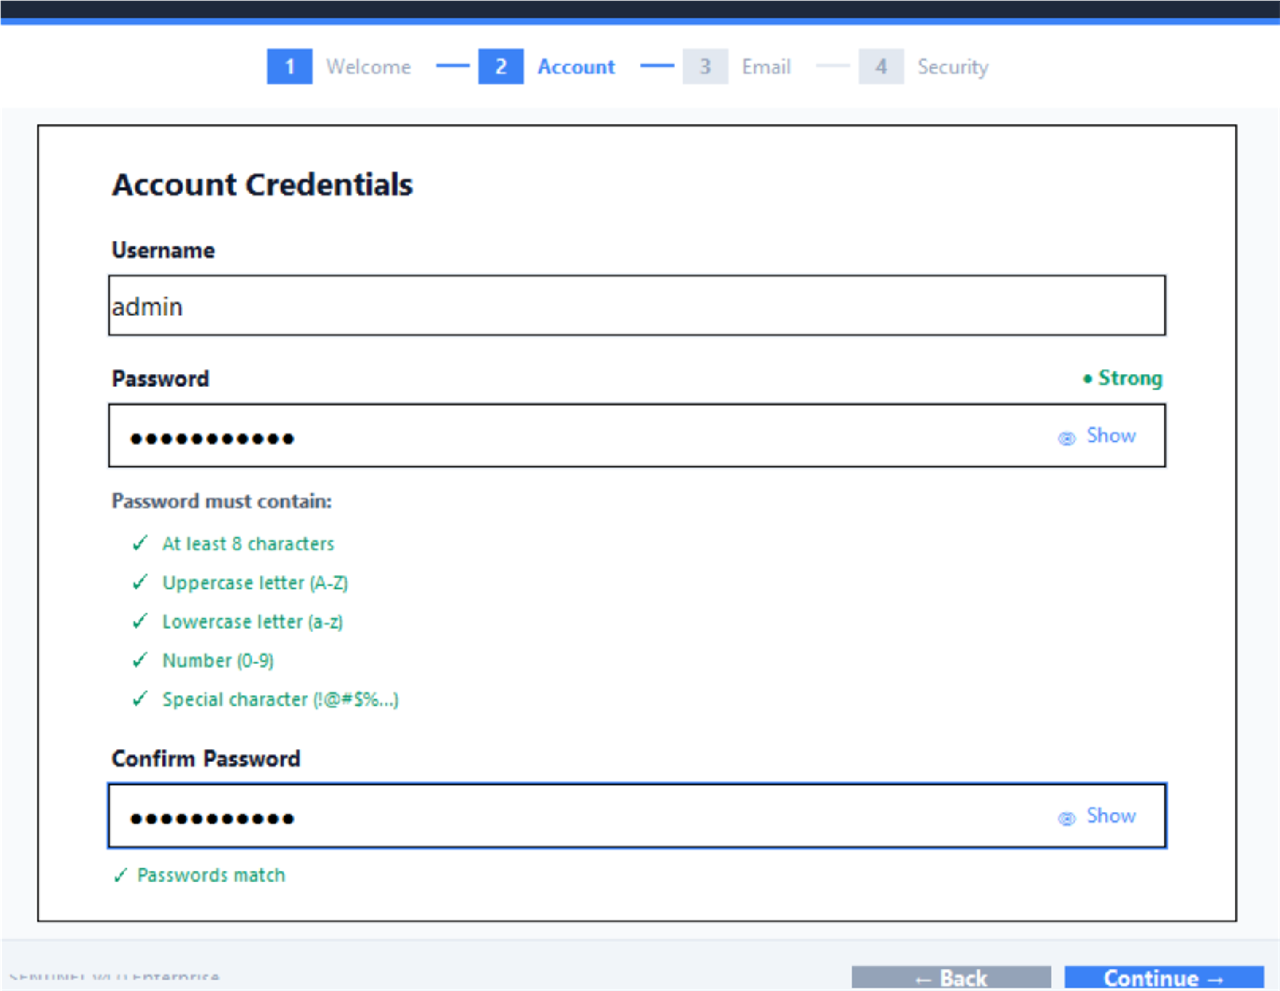 1 Welcome 2 Account 3 Email 4 Security
Account Credentials
Username
admin
Password • Strong
●●●●●●●●●●● Show
Password must contain:
✓ At least 8 characters
✓ Uppercase letter (A-Z)
✓ Lowercase letter (a-z)
✓ Number (0-9)
✓ Special character (!@#$%...)
Confirm Password
●●●●●●●●●●● Show
✓ Passwords match
SENTINEL Enterprise ← Back Continue →